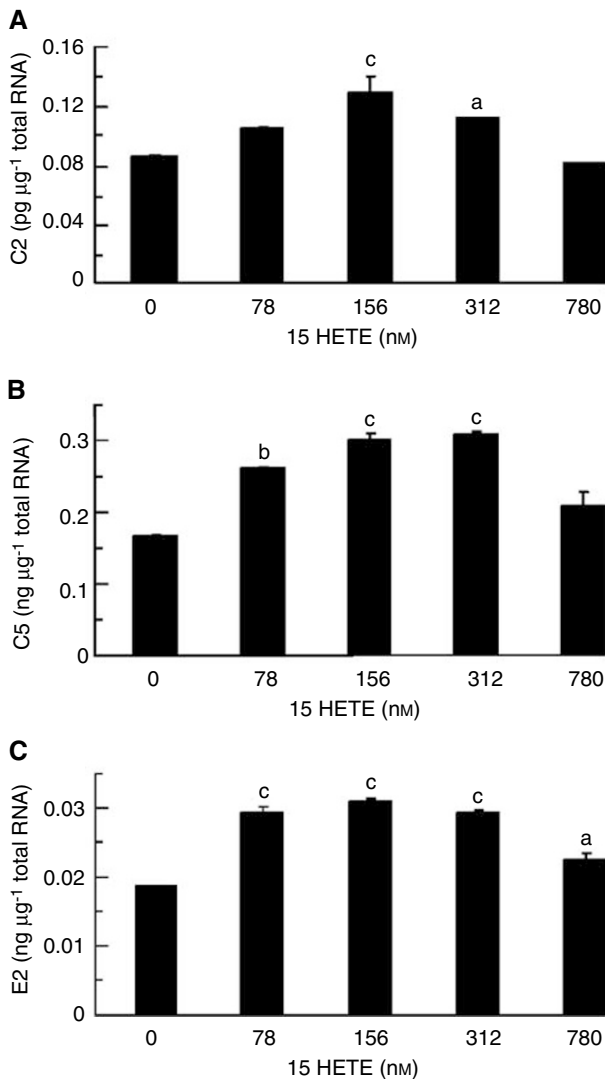 A
C2 (pg µg⁻¹ total RNA)
0.16
0.12
0.08
0.04
0
c
a
0 78 156 312 780
15 HETE (nM)
B
C5 (ng µg⁻¹ total RNA)
0.3
0.2
0.1
0
b
c
c
0 78 156 312 780
15 HETE (nM)
C
E2 (ng µg⁻¹ total RNA)
0.03
0.02
0.01
0
c
c
c
a
0 78 156 312 780
15 HETE (nM)